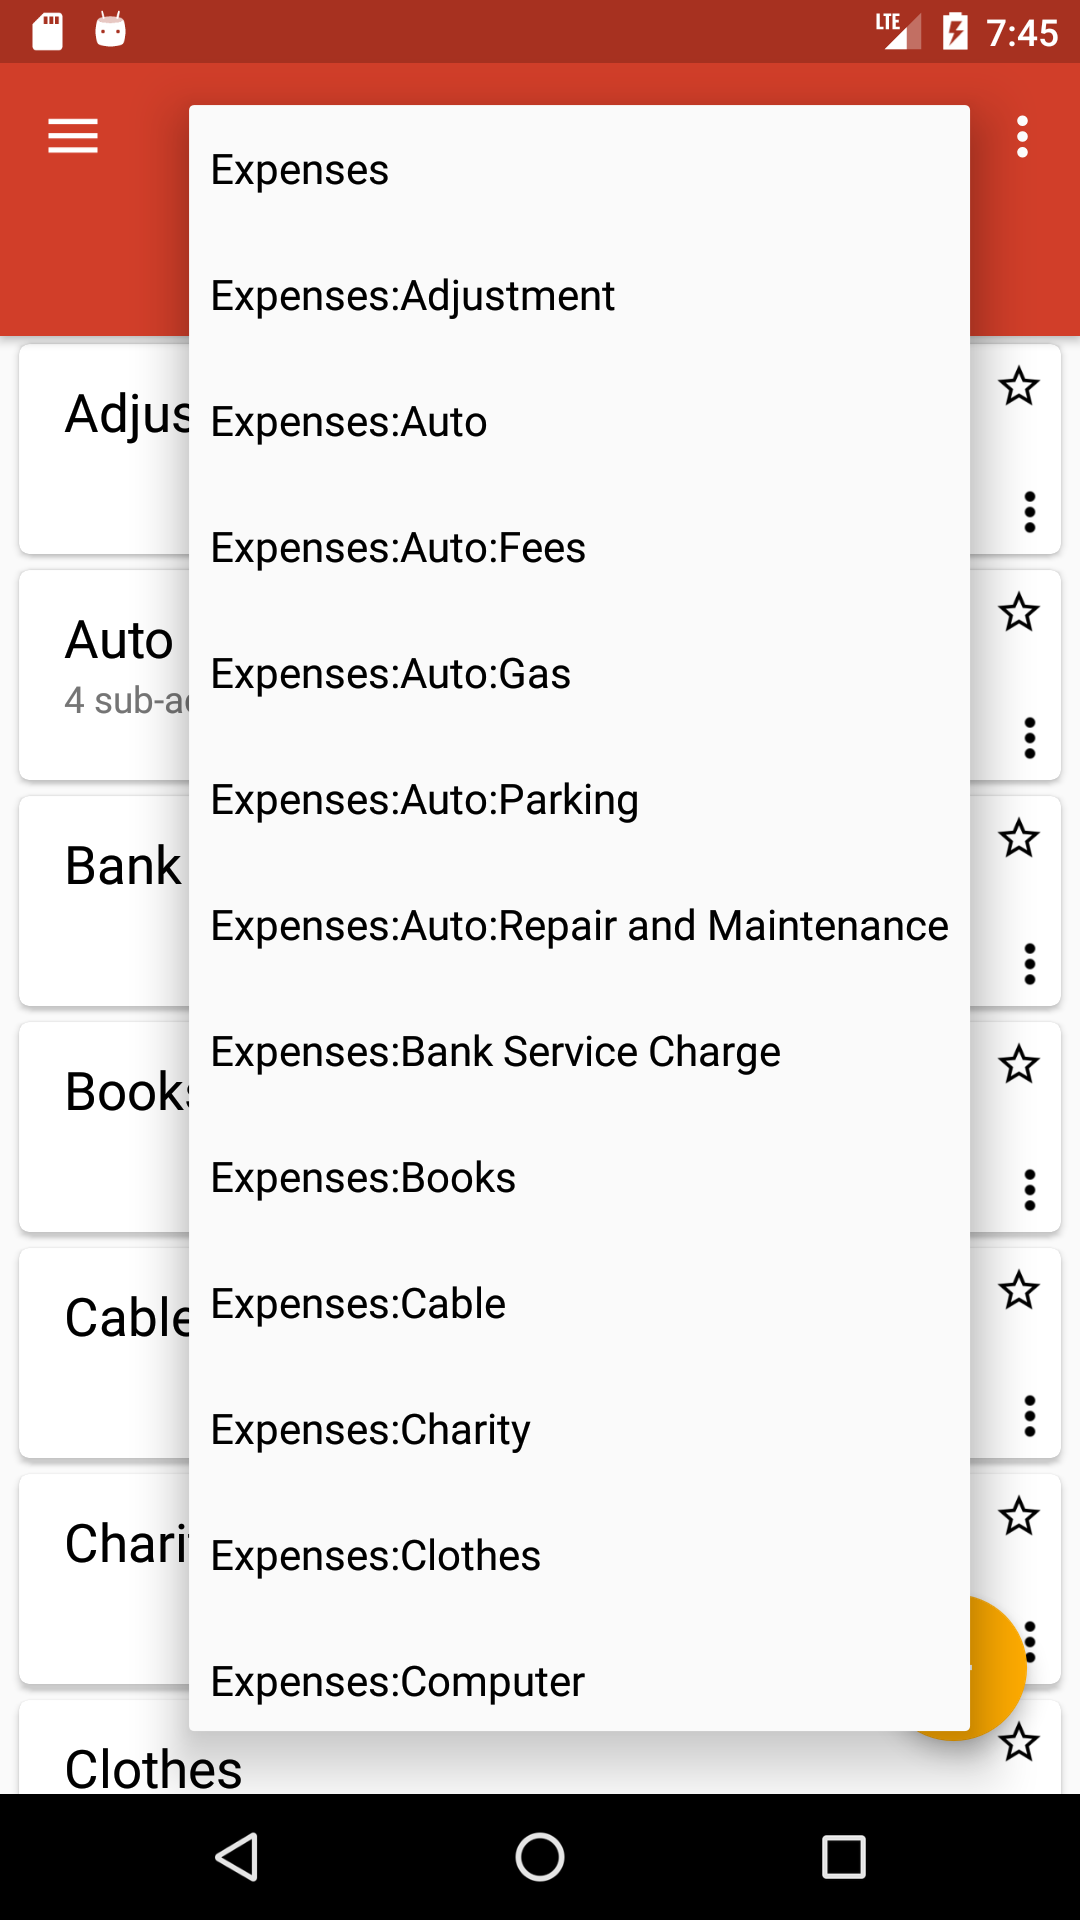 LTE 7:45
Expenses
Expenses:Adjustment
Adjus
Expenses:Auto
Expenses:Auto:Fees
Auto
4 sub-a
Expenses:Auto:Gas
Expenses:Auto:Parking
Bank
Expenses:Auto:Repair and Maintenance
Expenses:Bank Service Charge
Books
Expenses:Books
Expenses:Cable
Cable
Expenses:Charity
Chari
Expenses:Clothes
Expenses:Computer
Clothes